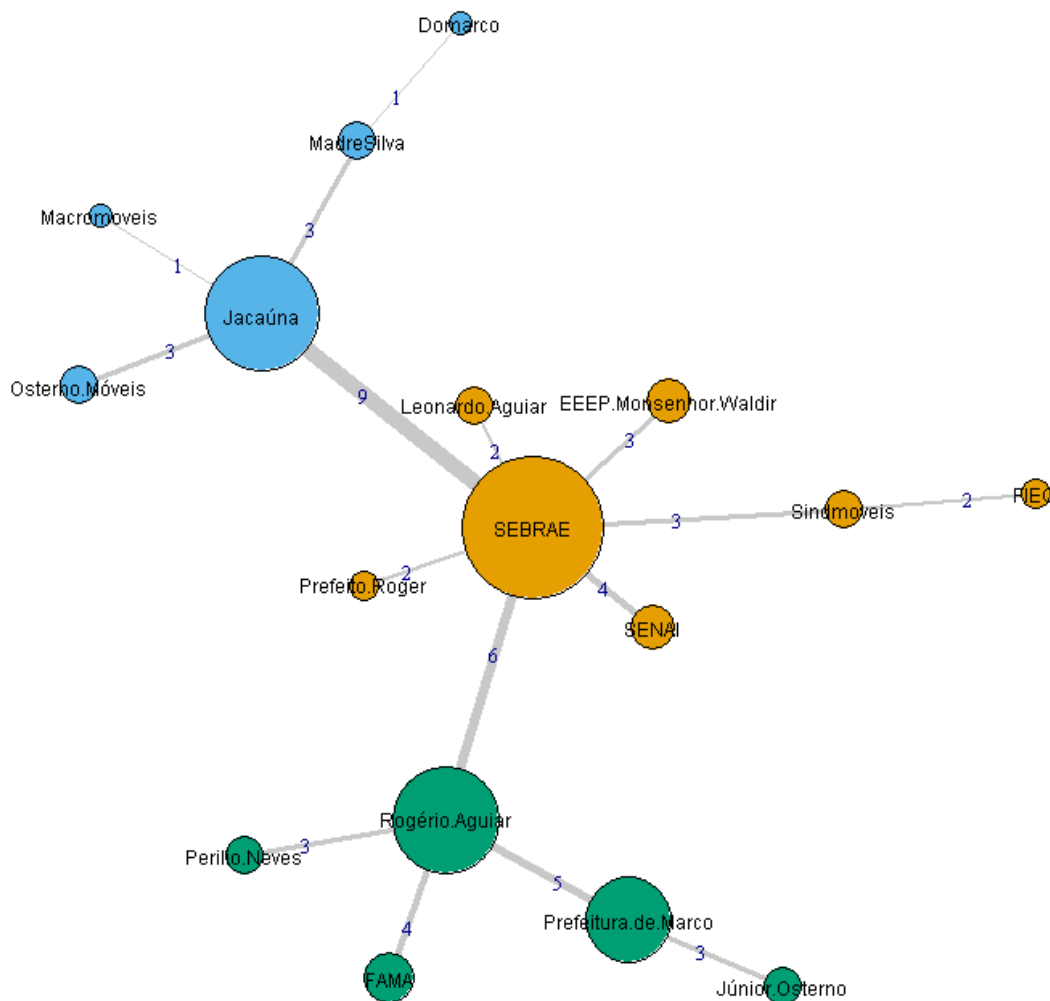 Domarco
1
MadreSilva
Macromoveis
3
1
Jacaúna
3
Osterno.Móveis
9
Leonardo.Aguiar
EEEP.Monsenhor.Waldir
3
2
FIEC
2
Sindmoveis
3
SEBRAE
2
Prefeito.Roger
4
SENAI
6
Rogério.Aguiar
3
Perillo.Neves
5
Prefeitura.de.Marco
4
3
FAMA
Júnior.Osterno